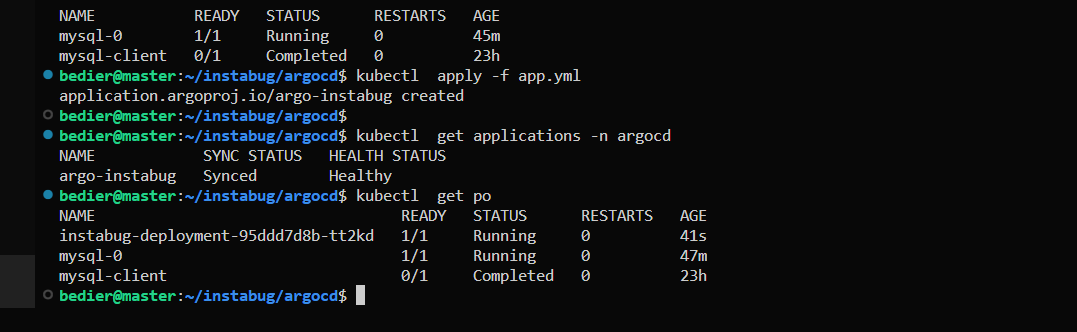 NAME READY STATUS RESTARTS AGE
mysql-0 1/1 Running 0 45m
mysql-client 0/1 Completed 0 23h
bedier@master:~/instabug/argocd$ kubectl  apply -f app.yml
application.argoproj.io/argo-instabug created
bedier@master:~/instabug/argocd$
bedier@master:~/instabug/argocd$ kubectl  get applications -n argocd
NAME SYNC STATUS HEALTH STATUS
argo-instabug Synced Healthy
bedier@master:~/instabug/argocd$ kubectl  get po
NAME READY STATUS RESTARTS AGE
instabug-deployment-95ddd7d8b-tt2kd 1/1 Running 0 41s
mysql-0 1/1 Running 0 47m
mysql-client 0/1 Completed 0 23h
bedier@master:~/instabug/argocd$